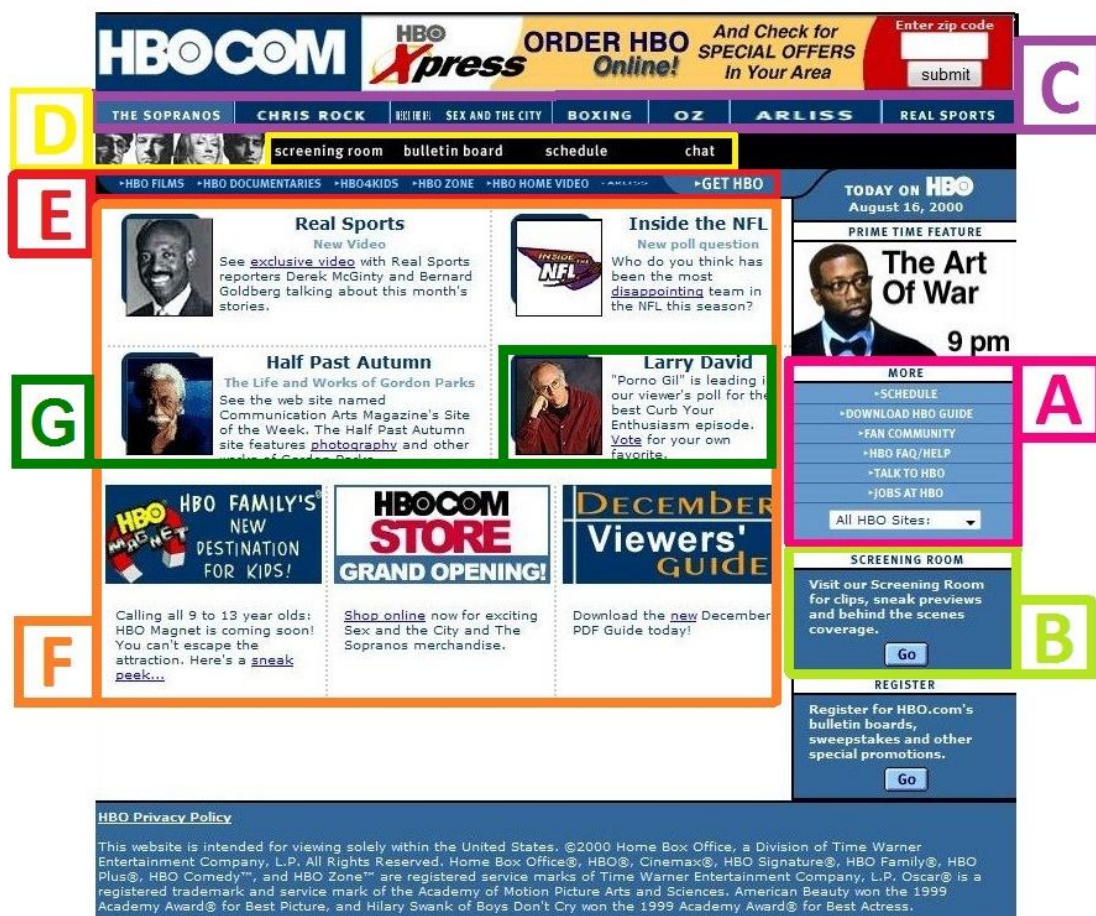 HBOCOM
HBO
Xpress
ORDER HBO
Online!
And Check for
SPECIAL OFFERS
In Your Area
Enter zip code
submit
C
THE SOPRANOS CHRIS ROCK SEX AND THE CITY BOXING OZ ARLISS REAL SPORTS
D
screening room bulletin board schedule chat
E
▸HBO FILMS ▸HBO DOCUMENTARIES ▸HBO4KIDS ▸HBO ZONE ▸HBO HOME VIDEO ▸ARLISS ▸GET HBO
TODAY ON HBO
August 16, 2000
Real Sports
New Video
See exclusive video with Real Sports
reporters Derek McGinty and Bernard
Goldberg talking about this month's
stories.
INSIDE THE
NFL
Inside the NFL
New poll question
Who do you think has
been the most
disappointing team in
the NFL this season?
PRIME TIME FEATURE
The Art
Of War
9 pm
G
Half Past Autumn
The Life and Works of Gordon Parks
See the web site named
Communication Arts Magazine's Site
of the Week. The Half Past Autumn
site features photography and other
works of Gordon Parks
Larry David
"Porno Gil" is leading i
our viewer's poll for the
best Curb Your
Enthusiasm episode.
Vote for your own
favorite.
A
MORE
▸SCHEDULE
▸DOWNLOAD HBO GUIDE
▸FAN COMMUNITY
▸HBO FAQ/HELP
▸TALK TO HBO
▸JOBS AT HBO
All HBO Sites:
F
HBO
MAGNET
HBO FAMILY'S®
NEW
DESTINATION
FOR KIDS!
Calling all 9 to 13 year olds:
HBO Magnet is coming soon!
You can't escape the
attraction. Here's a sneak
peek...
HBOCOM
STORE
GRAND OPENING!
Shop online now for exciting
Sex and the City and The
Sopranos merchandise.
DECEMBER
Viewers'
GUIDE
Download the new December
PDF Guide today!
B
SCREENING ROOM
Visit our Screening Room
for clips, sneak previews
and behind the scenes
coverage.
Go
REGISTER
Register for HBO.com's
bulletin boards,
sweepstakes and other
special promotions.
Go
HBO Privacy Policy
This website is intended for viewing solely within the United States. ©2000 Home Box Office, a Division of Time Warner
Entertainment Company, L.P. All Rights Reserved. Home Box Office®, HBO®, Cinemax®, HBO Signature®, HBO Family®, HBO
Plus®, HBO Comedy™, and HBO Zone™ are registered service marks of Time Warner Entertainment Company, L.P. Oscar® is a
registered trademark and service mark of the Academy of Motion Picture Arts and Sciences. American Beauty won the 1999
Academy Award® for Best Picture, and Hilary Swank of Boys Don't Cry won the 1999 Academy Award® for Best Actress.